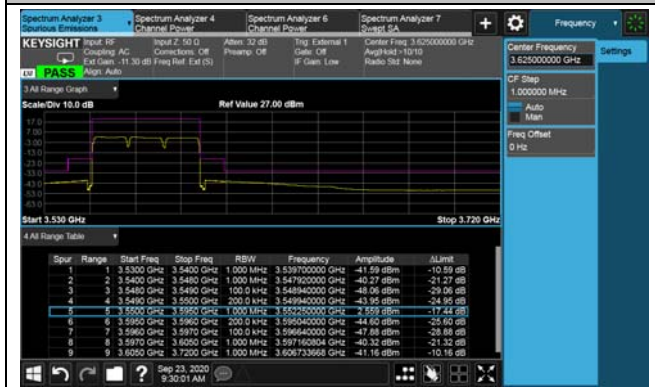 Spectrum Analyzer 3 Spurious Emissions
Spectrum Analyzer 4 Channel Power
Spectrum Analyzer 6 Channel Power
Spectrum Analyzer 7 Swept SA
+
Frequency
KEYSIGHT Input: RF Input Z: 50 Ω Atten: 32 dB Trig: External 1 Center Freq: 3.625000000 GHz
Coupling: AC Corrections: Off Preamp: Off Gate: Off Avg|Hold:>10/10
Ext Gain: -11.30 dB Freq Ref: Ext (S) IF Gain: Low Radio Std: None
LU PASS Align: Auto
Center Frequency
3.625000000 GHz
Settings
CF Step
1.000000 MHz
Auto
Man
Freq Offset
0 Hz
3 All Range Graph
Scale/Div 10.0 dB Ref Value 27.00 dBm
17.0
7.00
-3.00
-13.0
-23.0
-33.0
-43.0
-53.0
-63.0
Start 3.530 GHz Stop 3.720 GHz
4 All Range Table
Spur Range Start Freq Stop Freq RBW Frequency Amplitude ΔLimit
1 1 3.5300 GHz 3.5400 GHz 1.000 MHz 3.539700000 GHz -41.59 dBm -10.59 dB
2 2 3.5400 GHz 3.5480 GHz 1.000 MHz 3.547920000 GHz -40.27 dBm -21.27 dB
3 3 3.5480 GHz 3.5490 GHz 100.0 kHz 3.548940000 GHz -48.06 dBm -29.06 dB
4 4 3.5490 GHz 3.5500 GHz 200.0 kHz 3.549940000 GHz -43.95 dBm -24.95 dB
5 5 3.5500 GHz 3.5950 GHz 1.000 MHz 3.552250000 GHz 2.559 dBm -17.44 dB
6 6 3.5950 GHz 3.5960 GHz 200.0 kHz 3.595040000 GHz -44.60 dBm -25.60 dB
7 7 3.5960 GHz 3.5970 GHz 100.0 kHz 3.596640000 GHz -47.88 dBm -28.88 dB
8 8 3.5970 GHz 3.6050 GHz 1.000 MHz 3.597160804 GHz -40.32 dBm -21.32 dB
9 9 3.6050 GHz 3.7200 GHz 1.000 MHz 3.606733668 GHz -41.16 dBm -10.16 dB
? Sep 23, 2020
9:30:01 AM